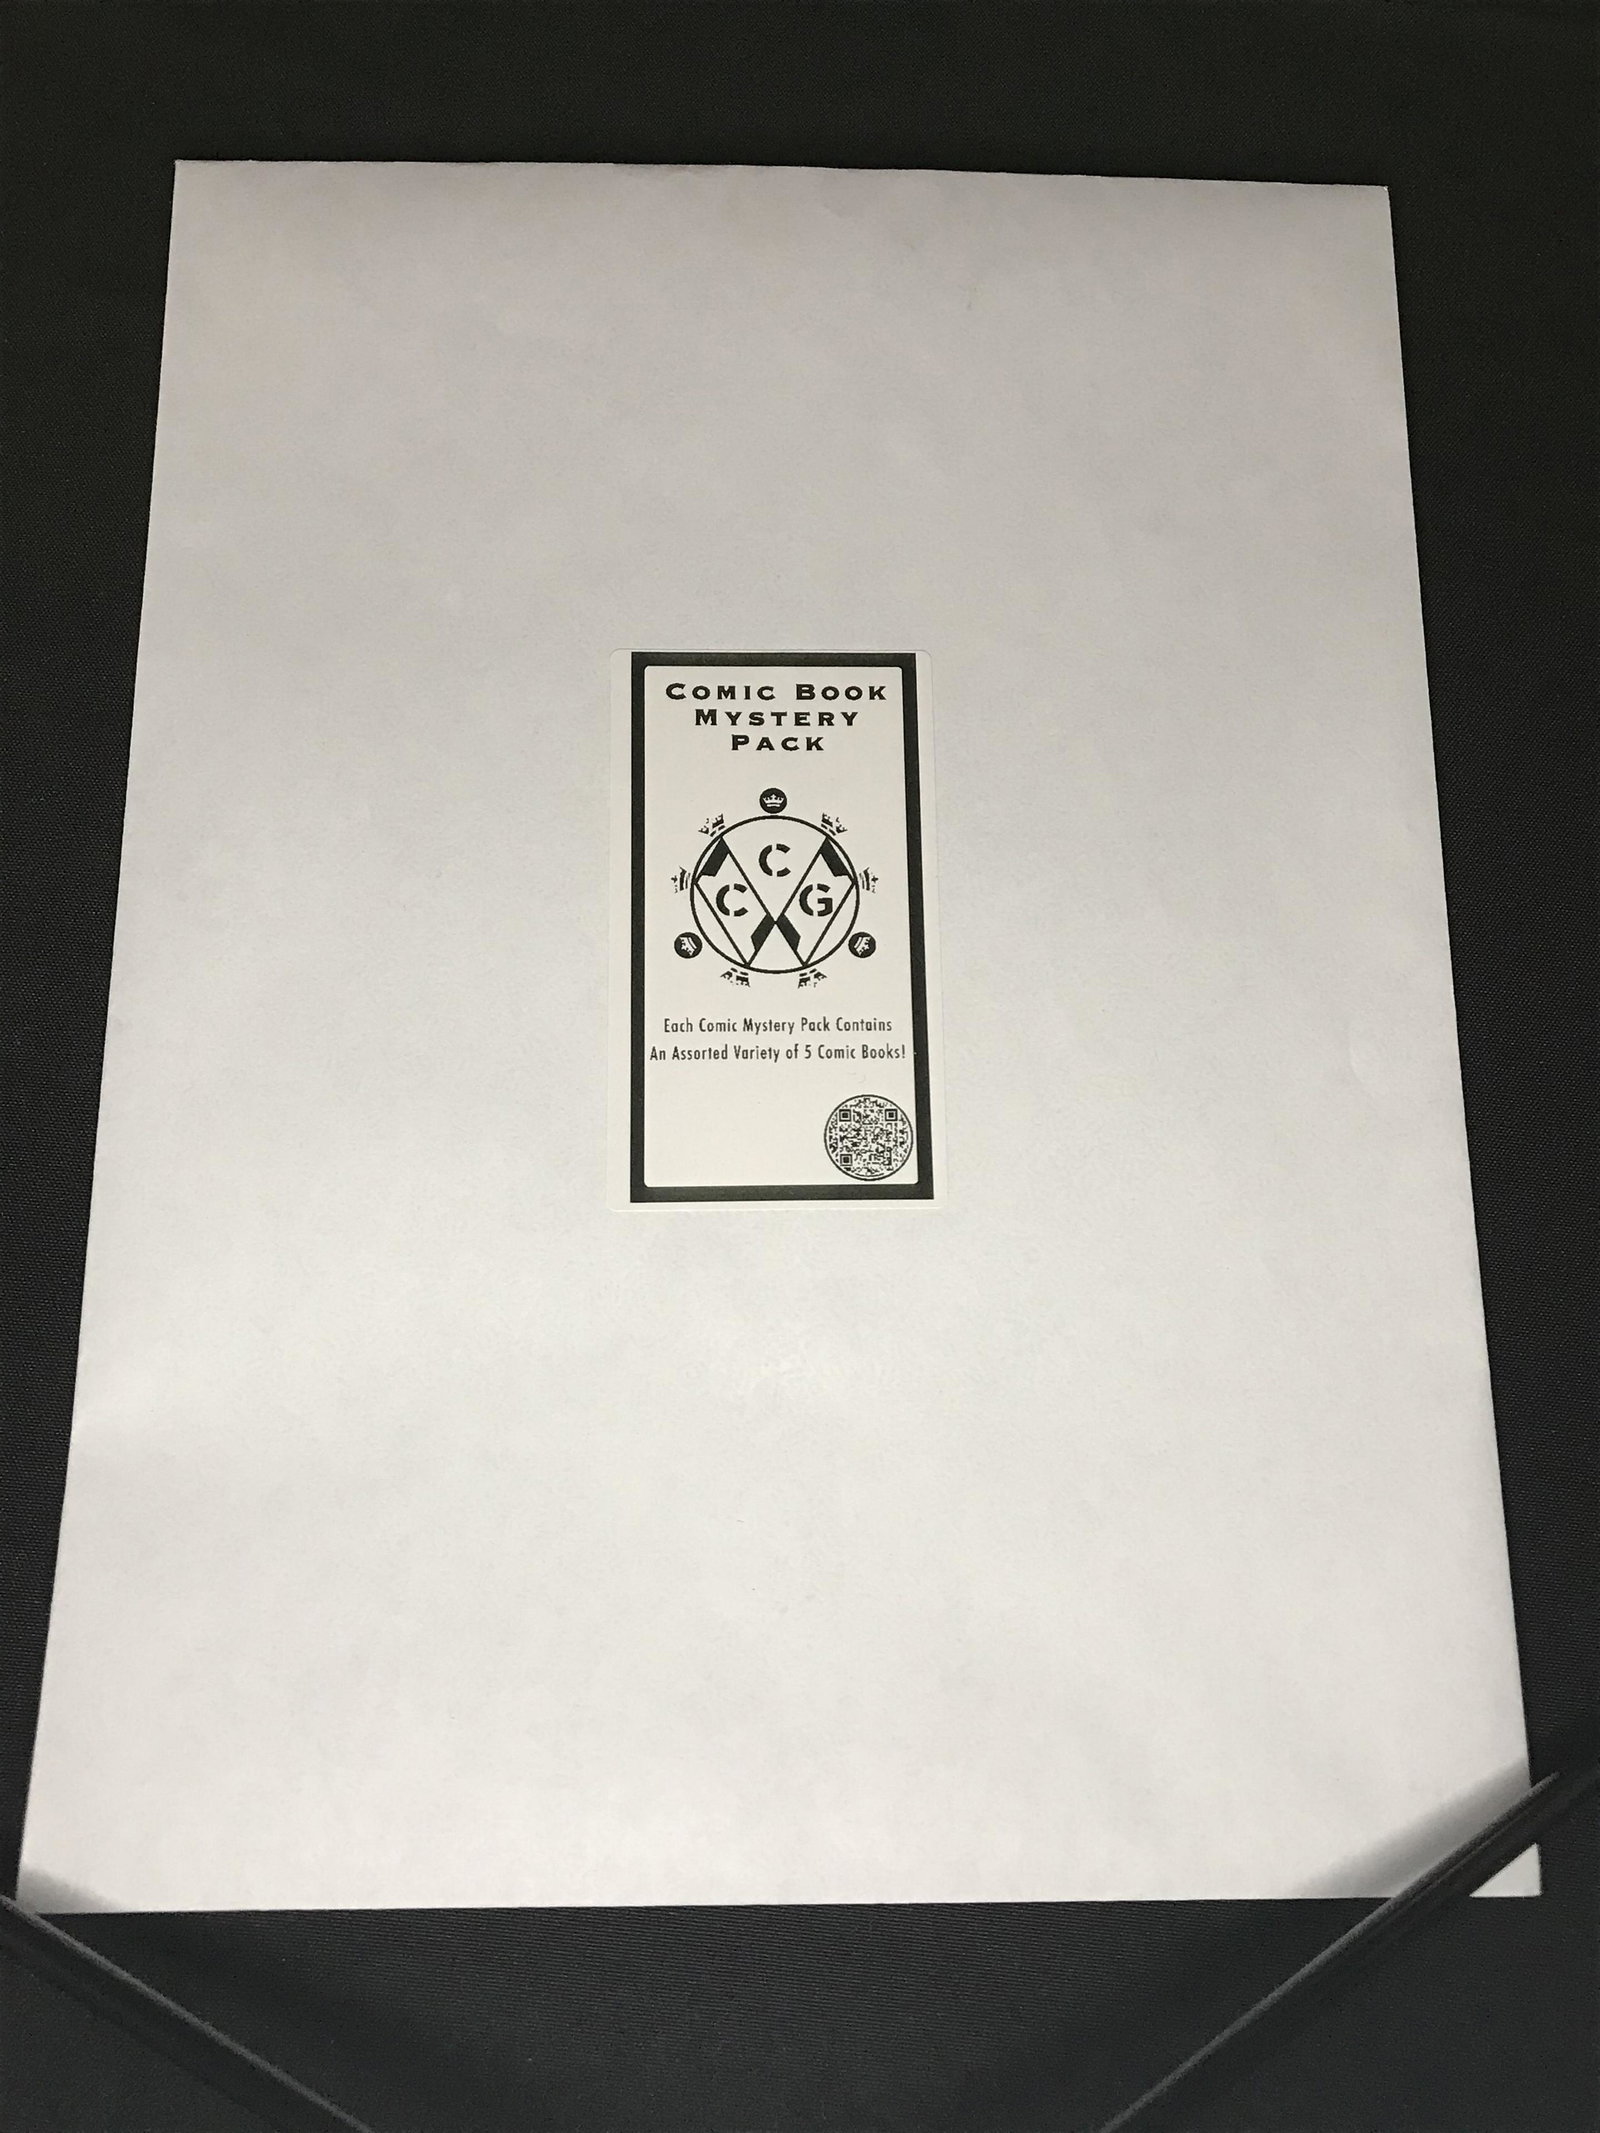 Comic Book
Mystery
Pack
C
C G
Each Comic Mystery Pack Contains
An Assorted Variety of 5 Comic Books!